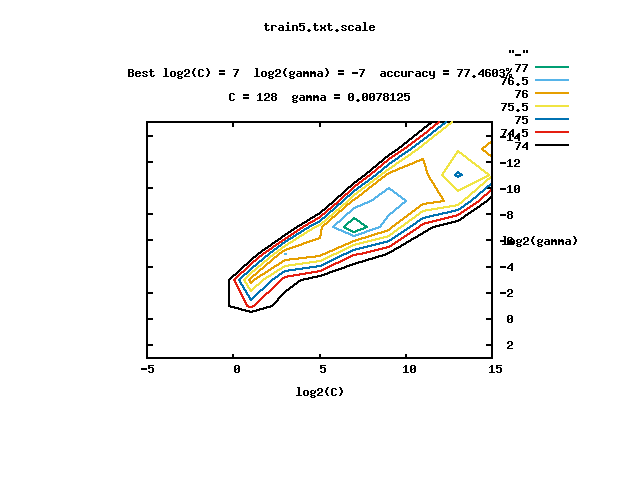 train5.txt.scale
"-"
Best log2(C) = 7  log2(gamma) = -7  accuracy = 77.4603%
C = 128  gamma = 0.0078125
77
76.5
76
75.5
75
74.5
74
-14
-12
-10
-8
-6
log2(gamma)
-4
-2
0
2
-5 0 5 10 15
log2(C)